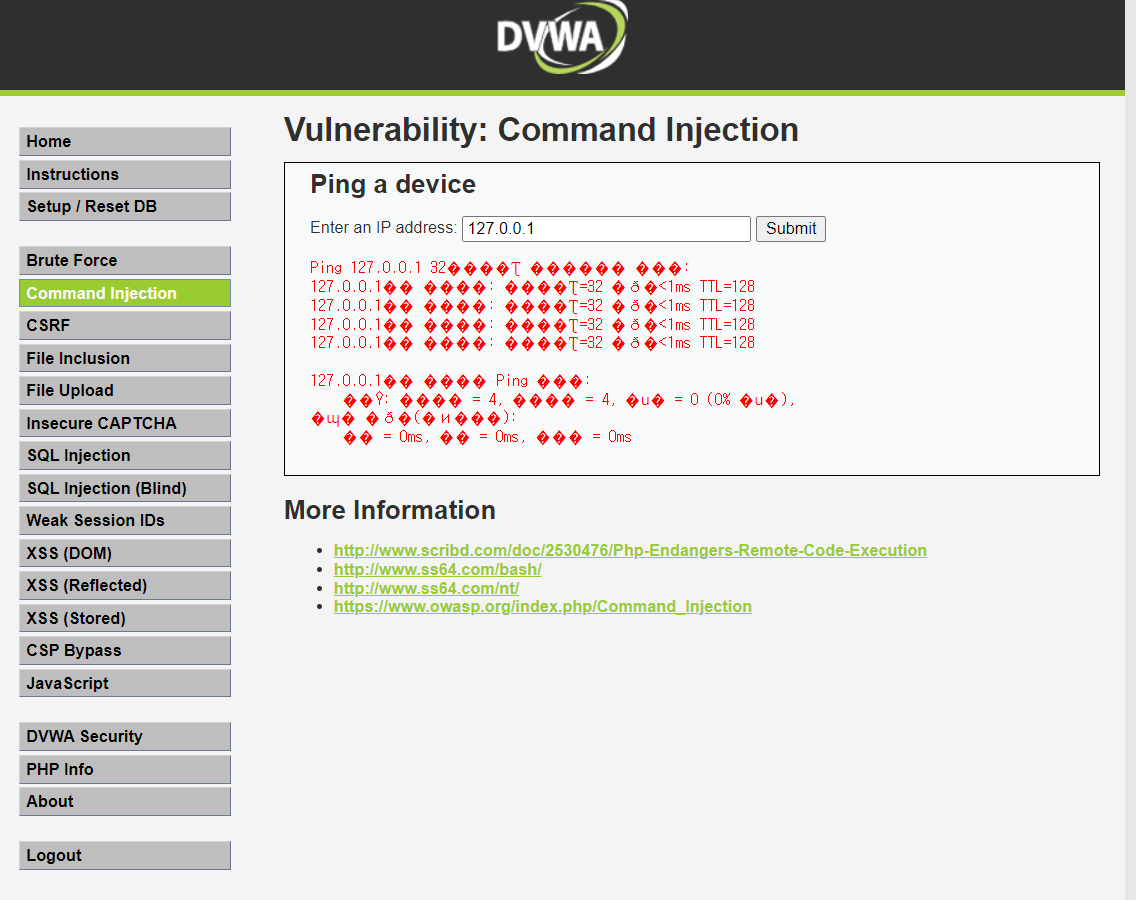 DVWA
Home
Instructions
Setup / Reset DB
Brute Force
Command Injection
CSRF
File Inclusion
File Upload
Insecure CAPTCHA
SQL Injection
SQL Injection (Blind)
Weak Session IDs
XSS (DOM)
XSS (Reflected)
XSS (Stored)
CSP Bypass
JavaScript
DVWA Security
PHP Info
About
Logout
Vulnerability: Command Injection
Ping a device
Enter an IP address: 127.0.0.1 Submit
Ping 127.0.0.1 32����Ʈ ������ ���:
127.0.0.1�� ����: ����Ʈ=32 �ð�<1ms TTL=128
127.0.0.1�� ����: ����Ʈ=32 �ð�<1ms TTL=128
127.0.0.1�� ����: ����Ʈ=32 �ð�<1ms TTL=128
127.0.0.1�� ����: ����Ʈ=32 �ð�<1ms TTL=128
127.0.0.1�� ���� Ping ���:
��Ŷ: ���� = 4, ���� = 4, �ս� = 0 (0% �ս�),
�պ� �ð�(�и���):
�� = 0ms, �� = 0ms, ��� = 0ms
More Information
http://www.scribd.com/doc/2530476/Php-Endangers-Remote-Code-Execution
http://www.ss64.com/bash/
http://www.ss64.com/nt/
https://www.owasp.org/index.php/Command_Injection